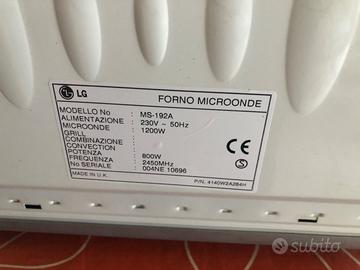 LG FORNO MICROONDE
MODELLO No : MS-192A
ALIMENTAZIONE : 230V ~ 50Hz
MICROONDE : 1200W
GRILL :
COMBINAZIONE :
CONVECTION :
POTENZA : 800W
FREQUENZA : 2450MHz
No SERIALE : 004NE 10696
MADE IN U.K.
CE
S
P/N. 4140W2A284H
subito